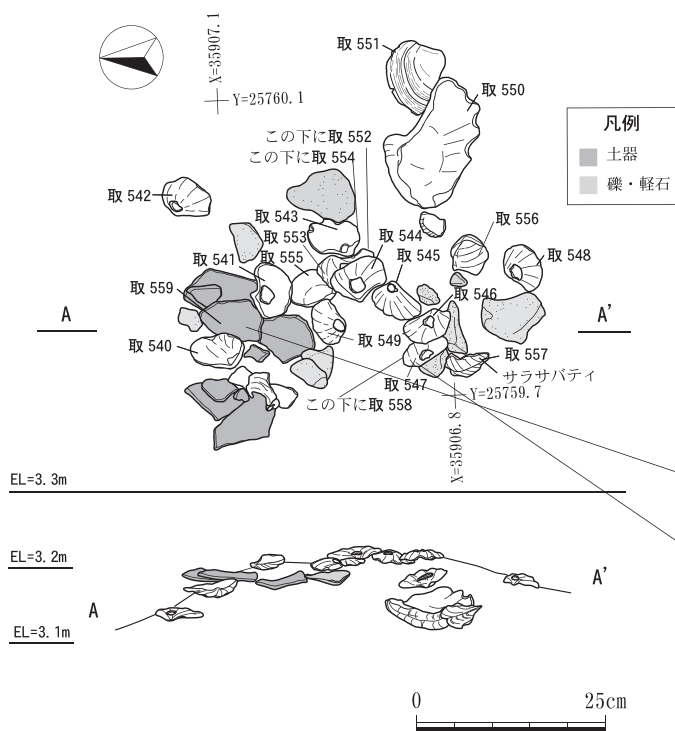 X=35907.1
Y=25760.1
取 551
取 550
凡例
土器
礫・軽石
この下に取 552
この下に取 554
取 542
取 543
取 553
取 544
取 556
取 541
取 555
取 545
取 548
取 559
取 546
A
A'
取 549
取 540
取 557
サラサバティ
取 547
この下に取 558
Y=25759.7
X=35906.8
EL=3.3m
EL=3.2m
A
A'
EL=3.1m
0
25cm